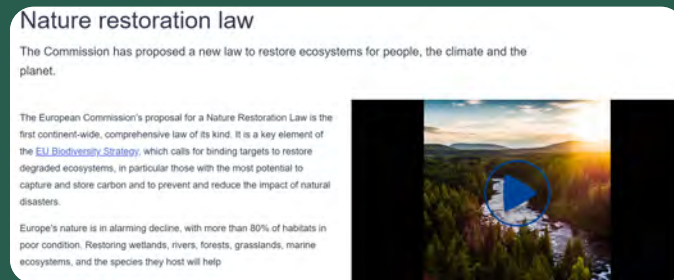 Nature restoration law
The Commission has proposed a new law to restore ecosystems for people, the climate and the
planet.
The European Commission's proposal for a Nature Restoration Law is the
first continent-wide, comprehensive law of its kind. It is a key element of
the EU Biodiversity Strategy, which calls for binding targets to restore
degraded ecosystems, in particular those with the most potential to
capture and store carbon and to prevent and reduce the impact of natural
disasters.
Europe's nature is in alarming decline, with more than 80% of habitats in
poor condition. Restoring wetlands, rivers, forests, grasslands, marine
ecosystems, and the species they host will help